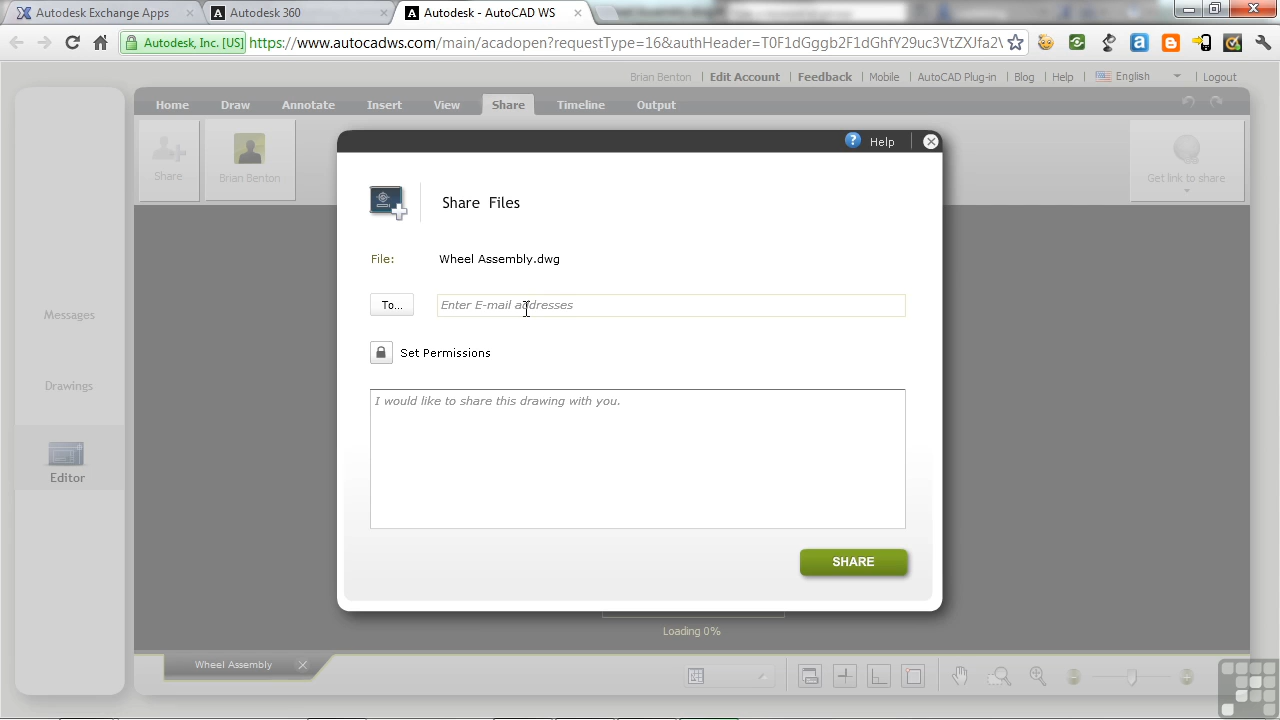 Autodesk Exchange Apps
Autodesk 360
Autodesk - AutoCAD WS
Autodesk, Inc. [US]
https://www.autocadws.com/main/acadopen?requestType=16&authHeader=T0F1dGggb2F1dGhfY29uc3VtZXJfa2V
Brian Benton | Edit Account | Feedback | Mobile | AutoCAD Plug-in | Blog | Help | English | Logout
Home Draw Annotate Insert View Share Timeline Output
Share
Brian Benton
Get link to share
Help
Share Files
File: Wheel Assembly.dwg
To... Enter E-mail addresses
Set Permissions
I would like to share this drawing with you.
SHARE
Messages
Drawings
Editor
Loading 0%
Wheel Assembly